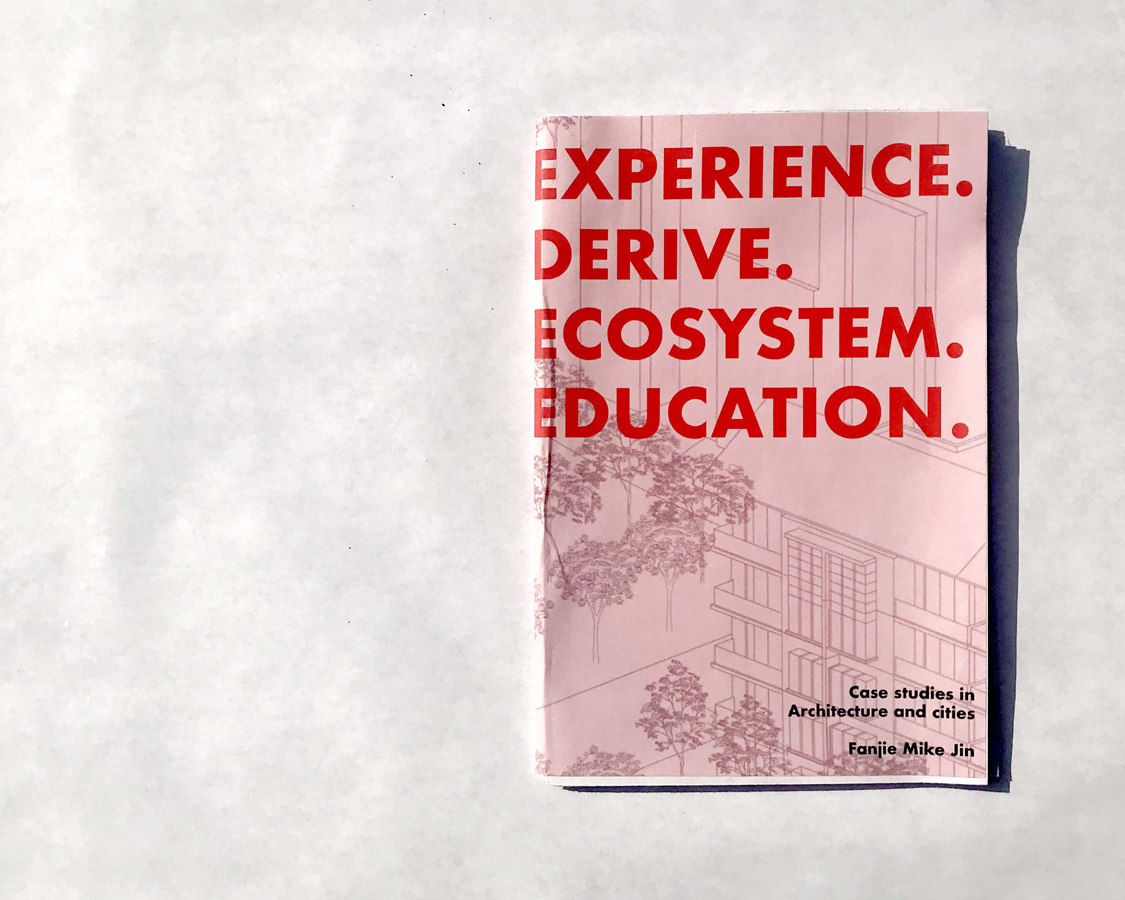 EXPERIENCE.
DERIVE.
ECOSYSTEM.
EDUCATION.
Case studies in
Architecture and cities
Fanjie Mike Jin